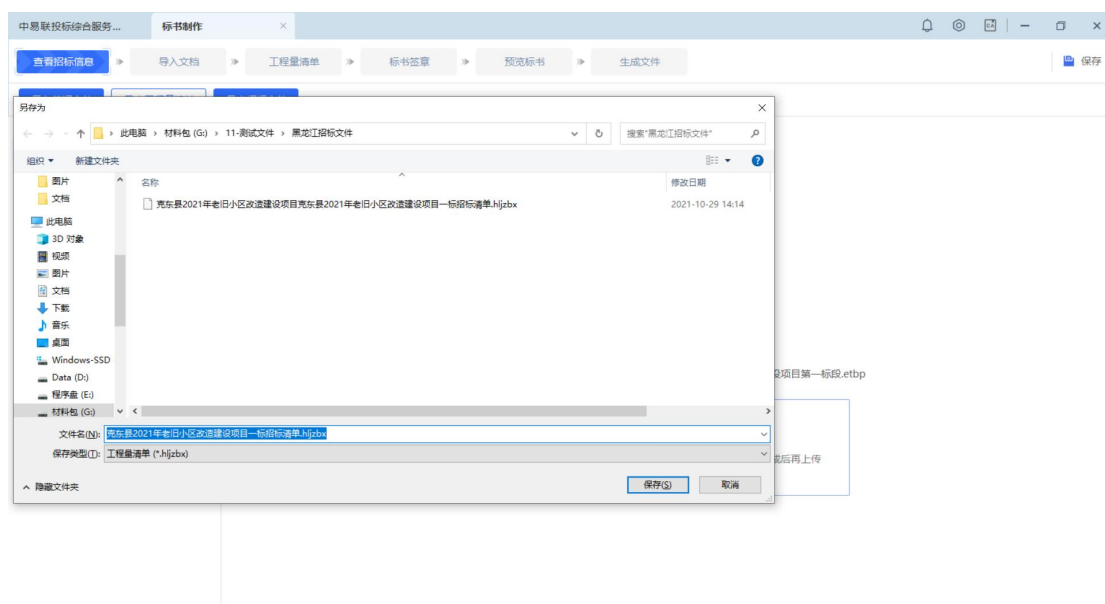 中易联投标综合服务... 标书制作
查看招标信息 导入文档 工程量清单 标书签章 预览标书 生成文件 保存
另存为
此电脑 › 材料包 (G:) › 11-测试文件 › 黑龙江招标文件 搜索"黑龙江招标文件"
组织 新建文件夹
图片 名称 修改日期
文档 克东县2021年老旧小区改造建设项目克东县2021年老旧小区改造建设项目一标招标清单.hljzbx 2021-10-29 14:14
此电脑
3D 对象
视频
图片
文档
下载
音乐
桌面
Windows-SSD
Data (D:) 设项目第一标段.etbp
程序盘 (E:)
材料包 (G:)
文件名(N): 克东县2021年老旧小区改造建设项目一标招标清单.hljzbx
保存类型(T): 工程量清单 (*.hljzbx) 成后再上传
隐藏文件夹 保存(S) 取消